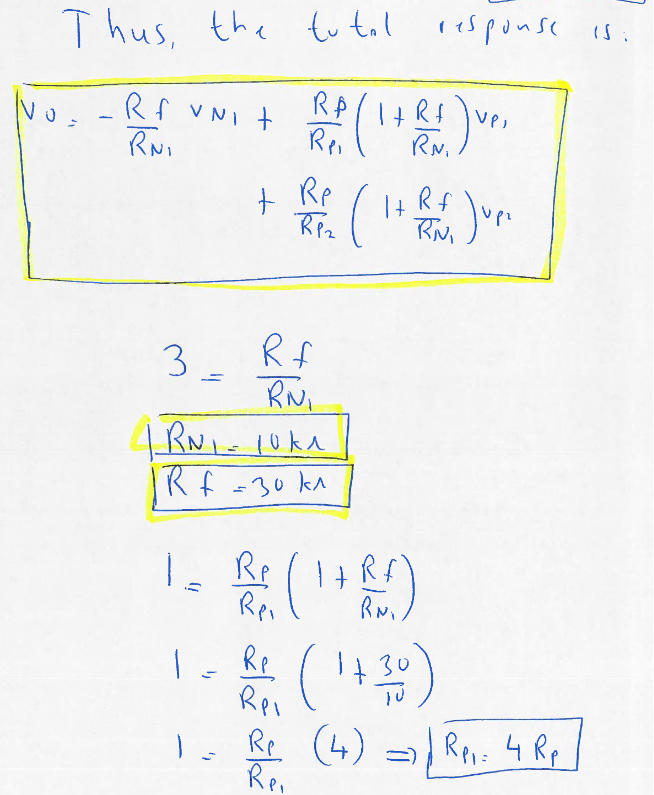 Thus, the total response is:
v0 = - Rf/RN1 vN1 + Rp/Rp1 (1 + Rf/RN1) vp1
+ Rp/Rp2 (1 + Rf/RN1) vp2
3 = Rf/RN1
RN1 = 10 kΩ
Rf = 30 kΩ
1 = Rp/Rp1 (1 + Rf/RN1)
1 = Rp/Rp1 (1 + 30/10)
1 = Rp/Rp1 (4) ⇒ Rp1 = 4 Rp